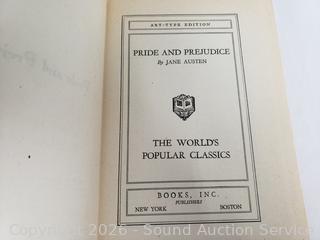 ART-TYPE EDITION
PRIDE AND PREJUDICE
By JANE AUSTEN
THE WORLD'S
POPULAR CLASSICS
BOOKS, INC.
PUBLISHERS
NEW YORK BOSTON
Copyright 2026 - Sound Auction Service